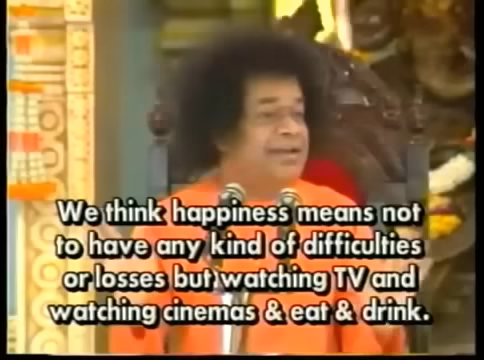 We think happiness means not
to have any kind of difficulties
or losses but watching TV and
watching cinemas & eat & drink.